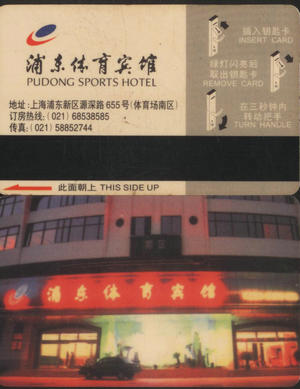 浦东体育宾馆
PUDONG SPORTS HOTEL
地址：上海浦东新区源深路655号(体育场南区)
订房热线：(021) 68538585
传真：(021) 58852744
插入钥匙卡
INSERT CARD
绿灯闪亮后
取出钥匙卡
REMOVE CARD
在三秒钟内
转动把手
TURN HANDLE
此面朝上 THIS SIDE UP
浦东体育宾馆